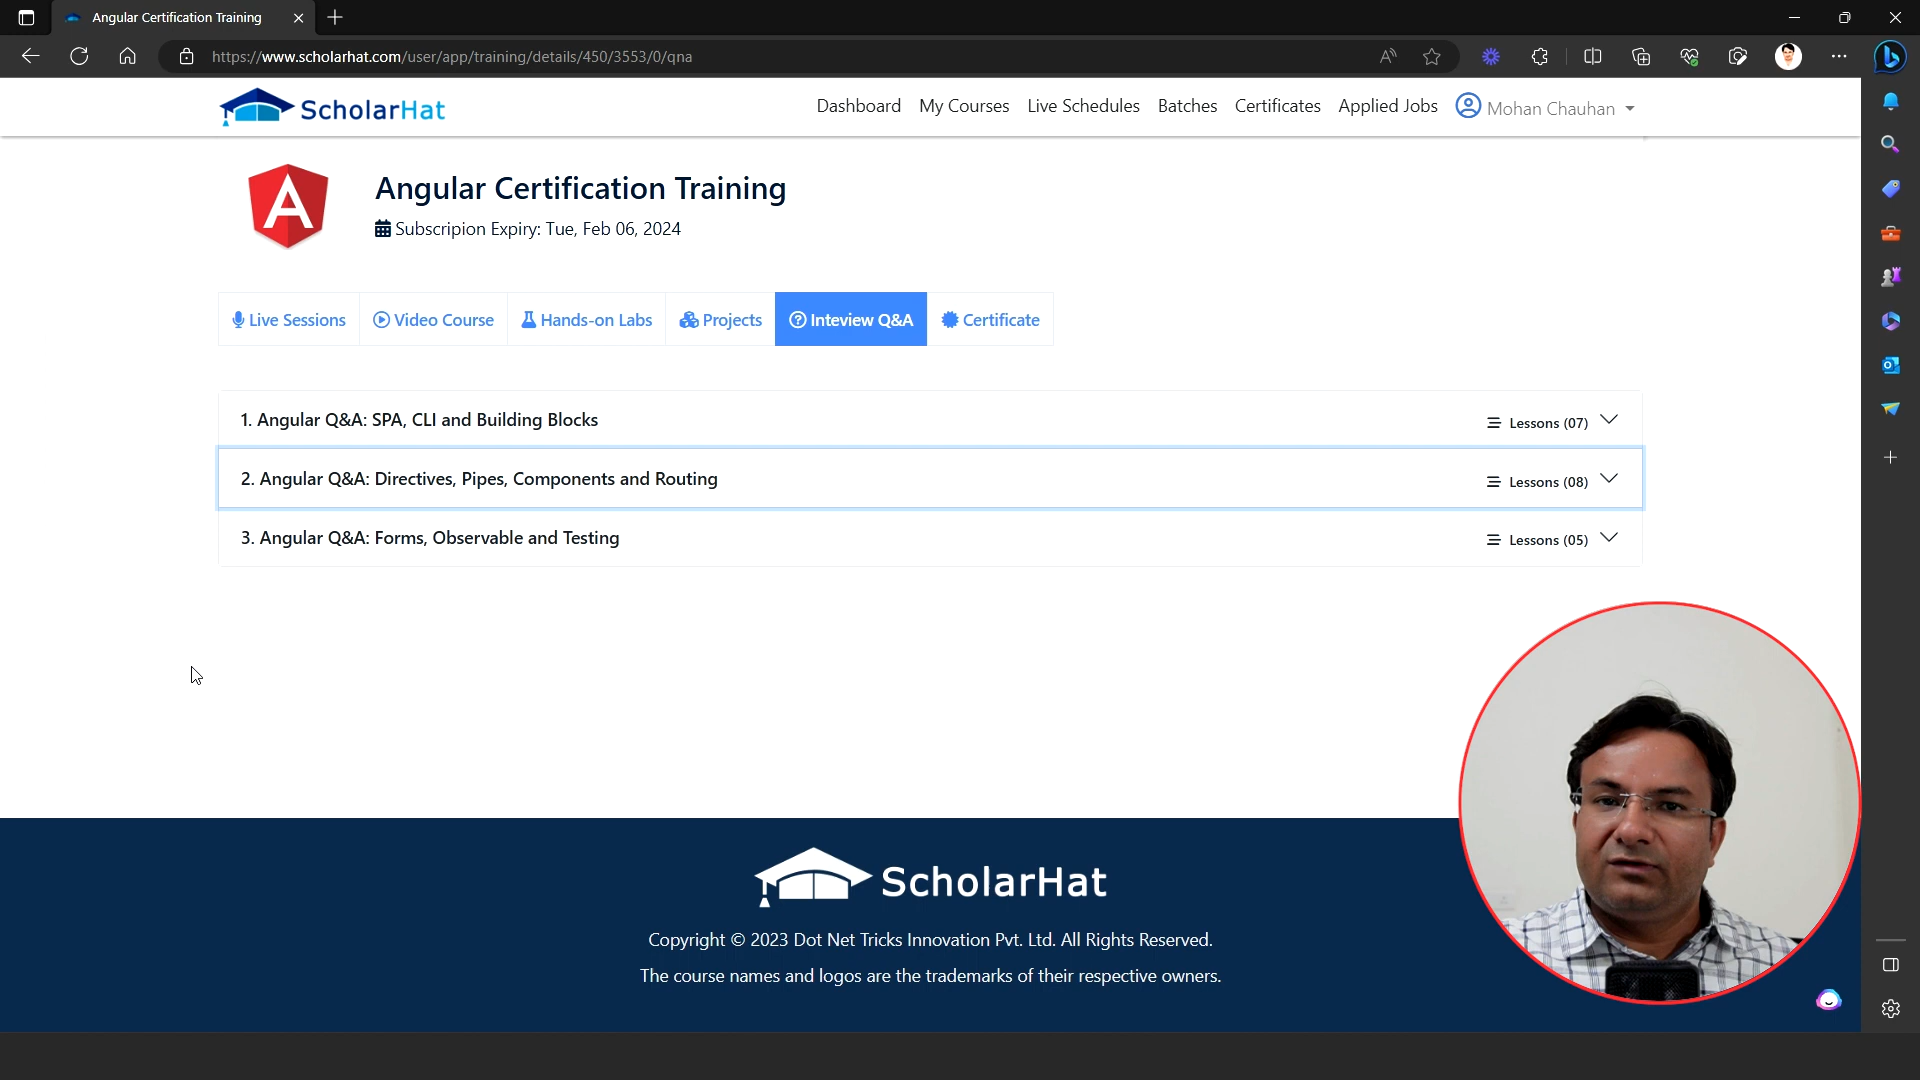 Angular Certification Training
https://www.scholarhat.com/user/app/training/details/450/3553/0/qna
ScholarHat
Dashboard My Courses Live Schedules Batches Certificates Applied Jobs Mohan Chauhan
Angular Certification Training
Subscripion Expiry: Tue, Feb 06, 2024
Live Sessions Video Course Hands-on Labs Projects Inteview Q&A Certificate
1. Angular Q&A: SPA, CLI and Building Blocks Lessons (07)
2. Angular Q&A: Directives, Pipes, Components and Routing Lessons (08)
3. Angular Q&A: Forms, Observable and Testing Lessons (05)
ScholarHat
Copyright © 2023 Dot Net Tricks Innovation Pvt. Ltd. All Rights Reserved.
The course names and logos are the trademarks of their respective owners.